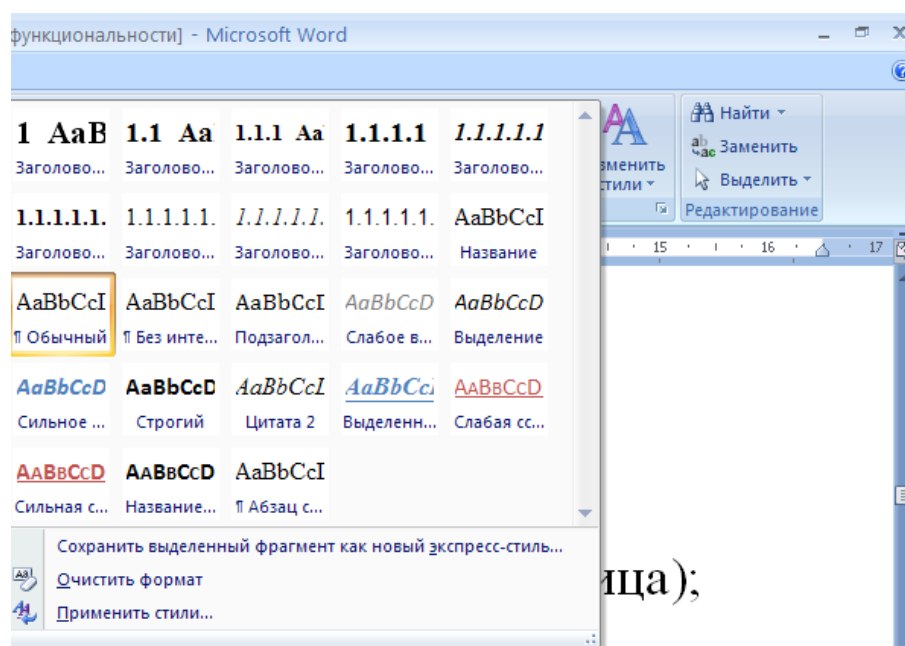 функциональности] - Microsoft Word
1 AaB 1.1 Aa 1.1.1 Aa 1.1.1.1 1.1.1.1.1
Заголово... Заголово... Заголово... Заголово... Заголово...
1.1.1.1.1. 1.1.1.1.1. 1.1.1.1.1. 1.1.1.1.1. AaBbCcI
Заголово... Заголово... Заголово... Заголово... Название
AaBbCcI AaBbCcI AaBbCcI AaBbCcD AaBbCcD
¶ Обычный ¶ Без инте... Подзагол... Слабое в... Выделение
AaBbCcD AaBbCcD AaBbCcI AaBbCcI AaBbCcD
Сильное ... Строгий Цитата 2 Выделенн... Слабая сс...
AaBbCcD AaBbCcD AaBbCcI
Сильная с... Название... ¶ Абзац с...
Сохранить выделенный фрагмент как новый экспресс-стиль...
Очистить формат
Применить стили...
зменить
стили
Найти
Заменить
Выделить
Редактирование
15 16 17
ица);